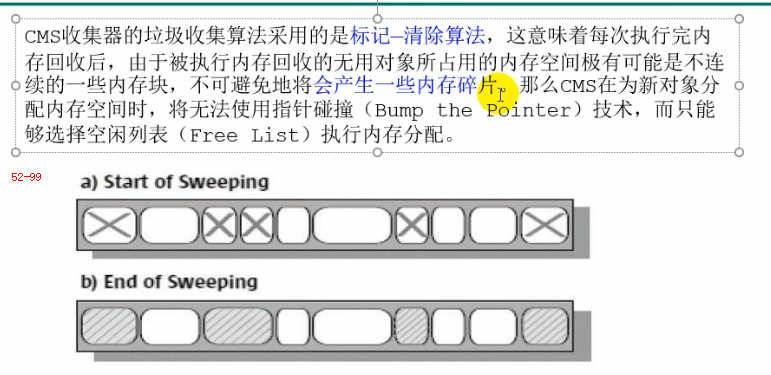 CMS收集器的垃圾收集算法采用的是标记—清除算法，这意味着每次执行完内
存回收后，由于被执行内存回收的无用对象所占用的内存空间极有可能是不连
续的一些内存块，不可避免地将会产生一些内存碎片。那么CMS在为新对象分
配内存空间时，将无法使用指针碰撞（Bump the Pointer）技术，而只能
够选择空闲列表（Free List）执行内存分配。
52-99
a) Start of Sweeping
b) End of Sweeping